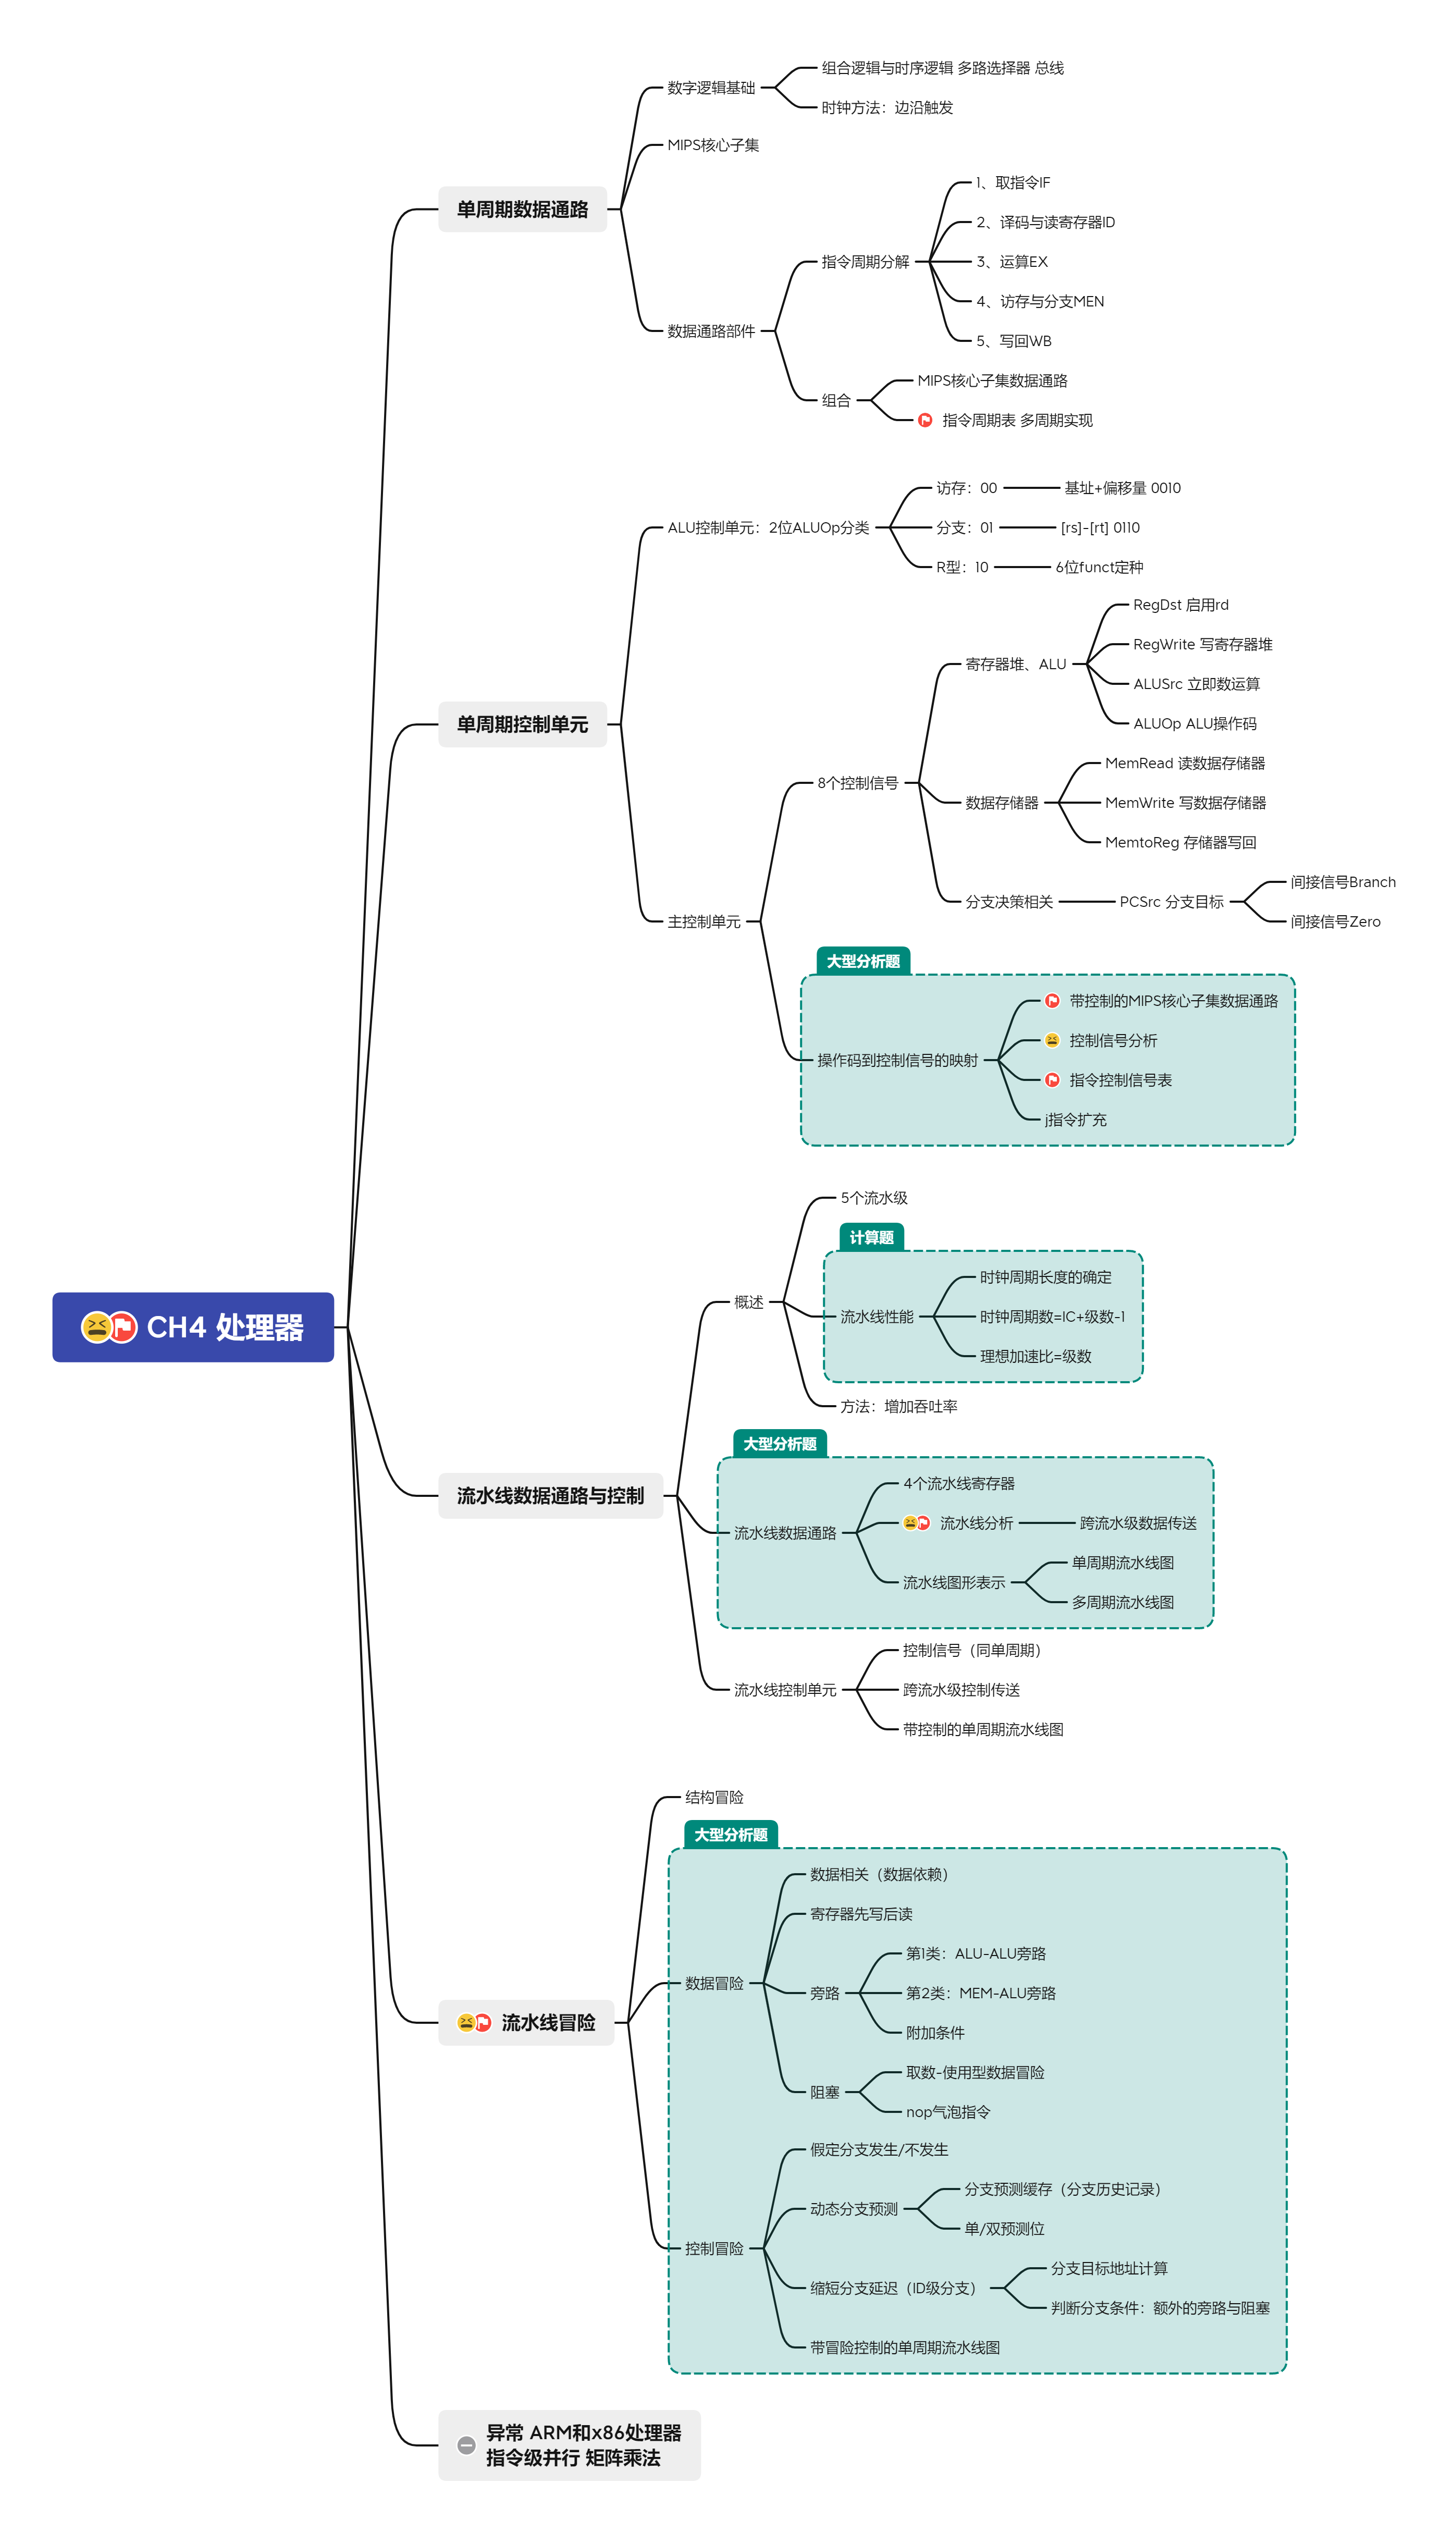 CH4 处理器
单周期数据通路
数字逻辑基础
组合逻辑与时序逻辑 多路选择器 总线
时钟方法：边沿触发
MIPS核心子集
数据通路部件
指令周期分解
1、取指令IF
2、译码与读寄存器ID
3、运算EX
4、访存与分支MEN
5、写回WB
组合
MIPS核心子集数据通路
指令周期表 多周期实现
单周期控制单元
ALU控制单元：2位ALUOp分类
访存：00
基址+偏移量 0010
分支：01
[rs]-[rt] 0110
R型：10
6位funct定种
主控制单元
8个控制信号
寄存器堆、ALU
RegDst 启用rd
RegWrite 写寄存器堆
ALUSrc 立即数运算
ALUOp ALU操作码
数据存储器
MemRead 读数据存储器
MemWrite 写数据存储器
MemtoReg 存储器写回
分支决策相关
PCSrc 分支目标
间接信号Branch
间接信号Zero
大型分析题
操作码到控制信号的映射
带控制的MIPS核心子集数据通路
控制信号分析
指令控制信号表
j指令扩充
流水线数据通路与控制
概述
5个流水级
计算题
流水线性能
时钟周期长度的确定
时钟周期数=IC+级数-1
理想加速比=级数
方法：增加吞吐率
大型分析题
流水线数据通路
4个流水线寄存器
流水线分析
跨流水级数据传送
流水线图形表示
单周期流水线图
多周期流水线图
流水线控制单元
控制信号（同单周期）
跨流水级控制传送
带控制的单周期流水线图
流水线冒险
结构冒险
大型分析题
数据冒险
数据相关（数据依赖）
寄存器先写后读
旁路
第1类：ALU-ALU旁路
第2类：MEM-ALU旁路
附加条件
阻塞
取数-使用型数据冒险
nop气泡指令
控制冒险
假定分支发生/不发生
动态分支预测
分支预测缓存（分支历史记录）
单/双预测位
缩短分支延迟（ID级分支）
分支目标地址计算
判断分支条件：额外的旁路与阻塞
带冒险控制的单周期流水线图
异常 ARM和x86处理器
指令级并行 矩阵乘法